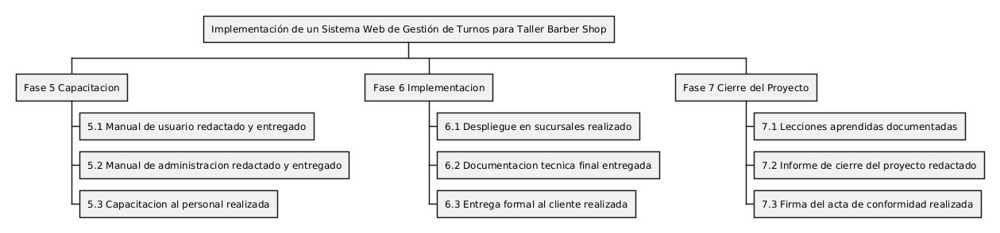 Implementación de un Sistema Web de Gestión de Turnos para Taller Barber Shop
Fase 5 Capacitacion
5.1 Manual de usuario redactado y entregado
5.2 Manual de administracion redactado y entregado
5.3 Capacitacion al personal realizada
Fase 6 Implementacion
6.1 Despliegue en sucursales realizado
6.2 Documentacion tecnica final entregada
6.3 Entrega formal al cliente realizada
Fase 7 Cierre del Proyecto
7.1 Lecciones aprendidas documentadas
7.2 Informe de cierre del proyecto redactado
7.3 Firma del acta de conformidad realizada